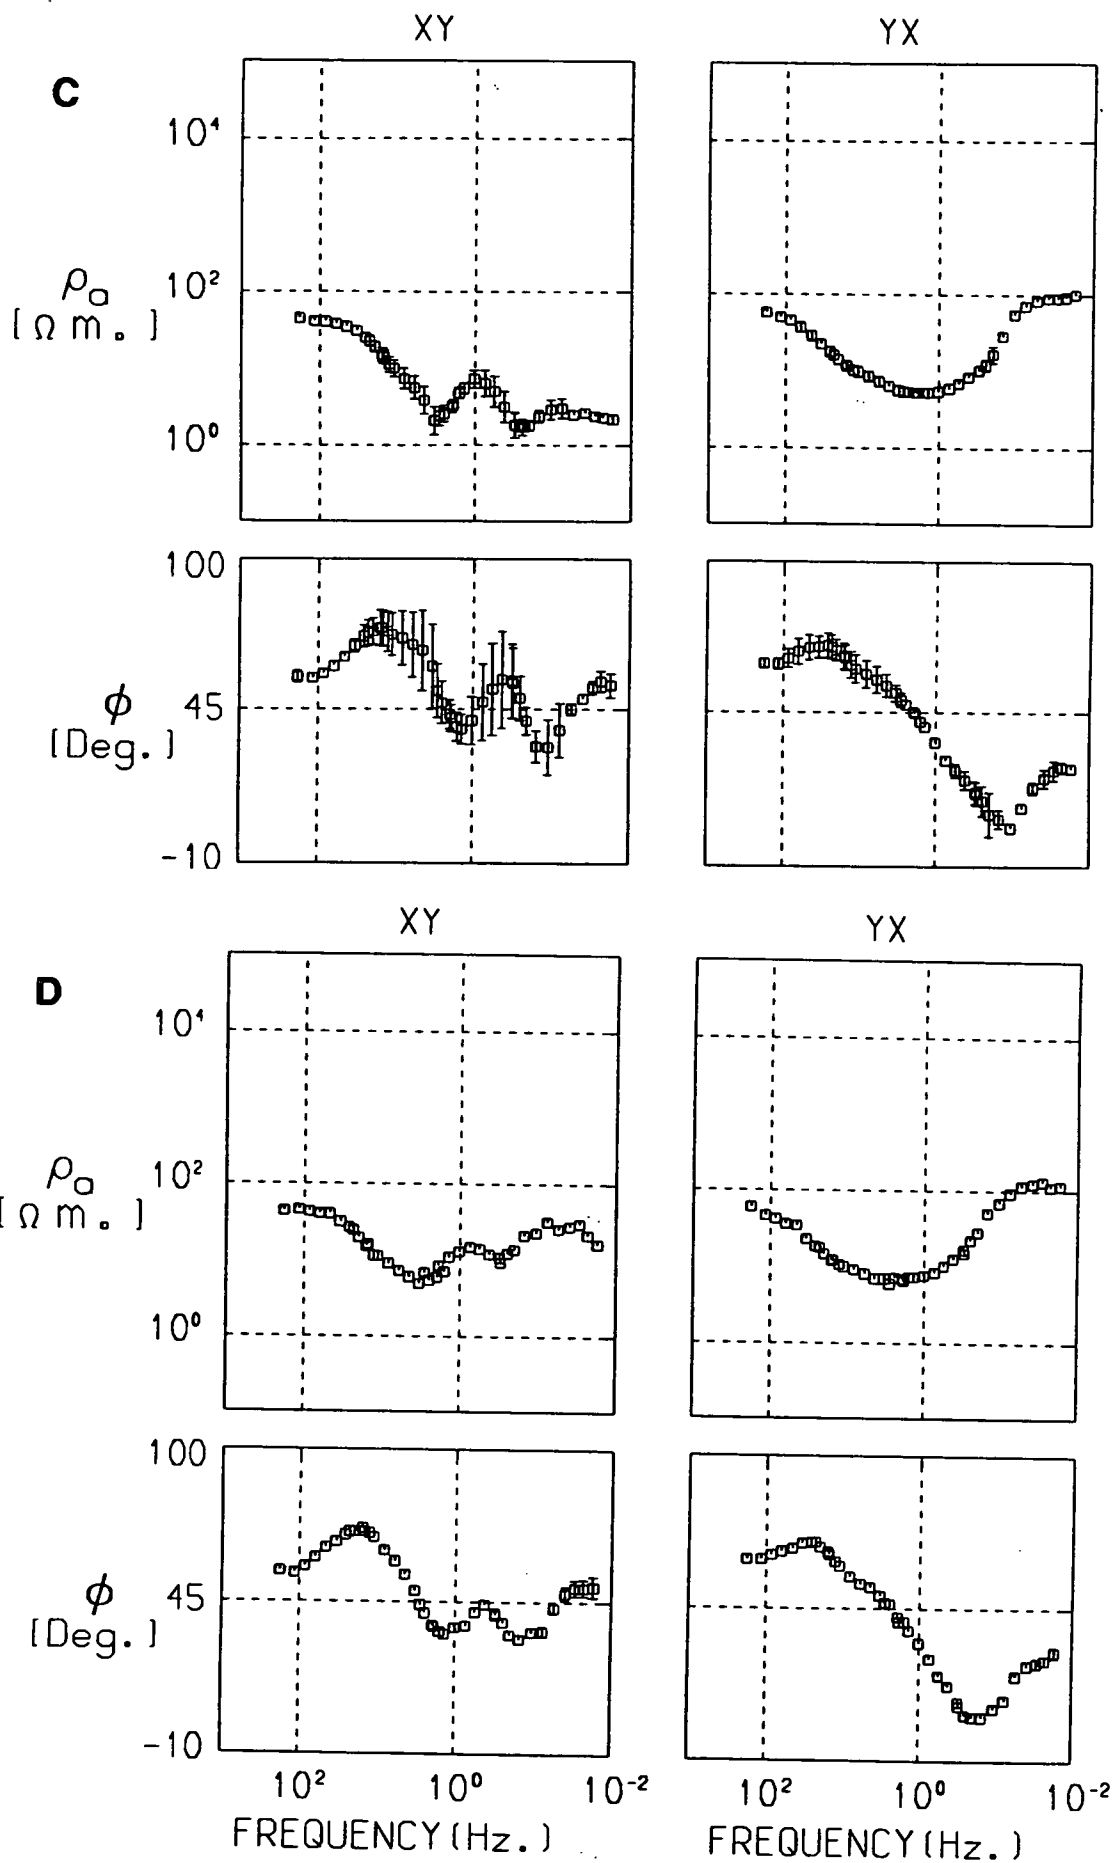 XY YX
C
10⁴
10²
ρa
[Ω m.]
10⁰
100
ϕ
45
[Deg.]
-10
XY YX
D
10⁴
10²
ρa
[Ω m.]
10⁰
100
ϕ
45
[Deg.]
-10
10² 10⁰ 10⁻² 10² 10⁰ 10⁻²
FREQUENCY(Hz.) FREQUENCY(Hz.)